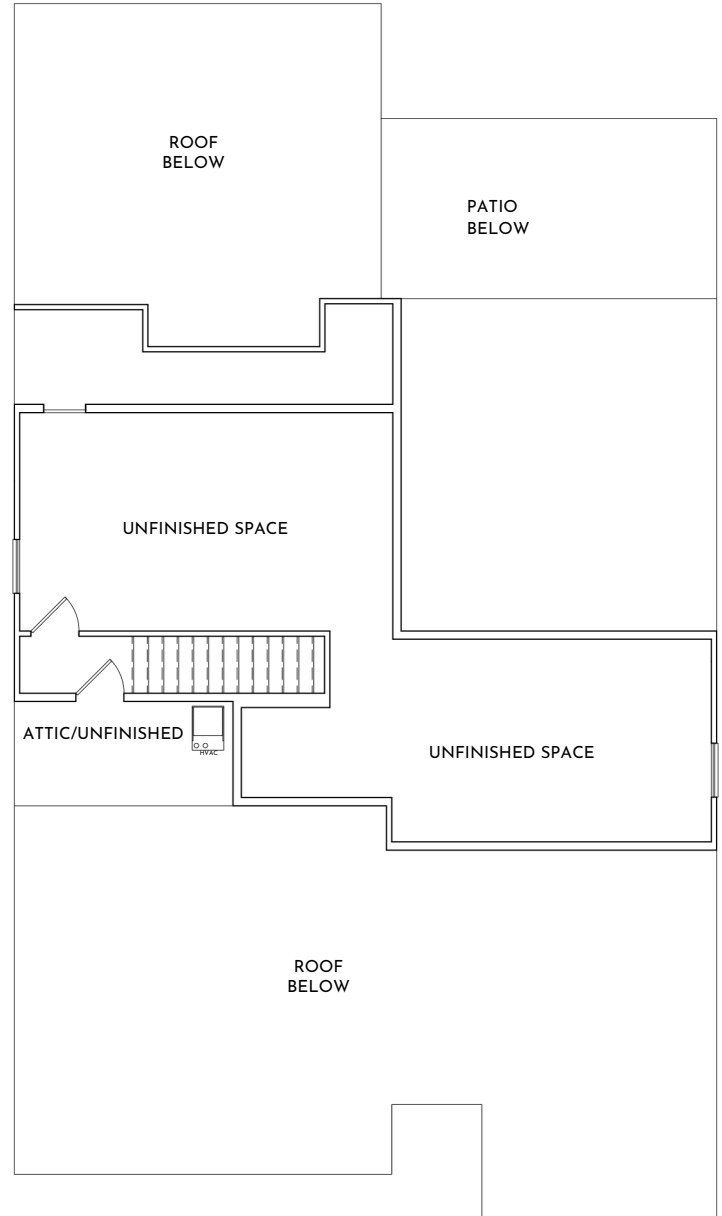 ROOF
BELOW
PATIO
BELOW
UNFINISHED SPACE
ATTIC/UNFINISHED
HVAC
UNFINISHED SPACE
ROOF
BELOW